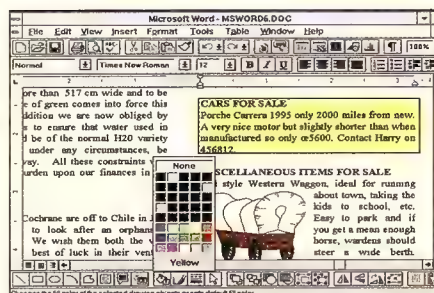 Microsoft Word - MSWORD6.DOC
File Edit View Insert Format Tools Table Window Help
100%
Normal Times New Roman 12 B I U
ore than 517 cm wide and to be
e of green comes into force this
ddition we are now obliged by
s to ensure that water used in
d be of the normal H20 variety
under any circumstances, be
way. All these constraints
urden upon our finances in
Cochrane are off to Chile in
to look after an orphans
We wish them both the v
best of luck in their vent
CARS FOR SALE
Porche Carrera 1995 only 2000 miles from new.
A very nice motor but slightly shorter than when
manufactured so only œ5600. Contact Harry on
456812.
SCELLANEOUS ITEMS FOR SALE
style Western Waggon, ideal for running
about town, taking the
kids to school, etc.
Easy to park and if
you get a mean enough
horse, wardens should
steer a wide berth.
None
Yellow